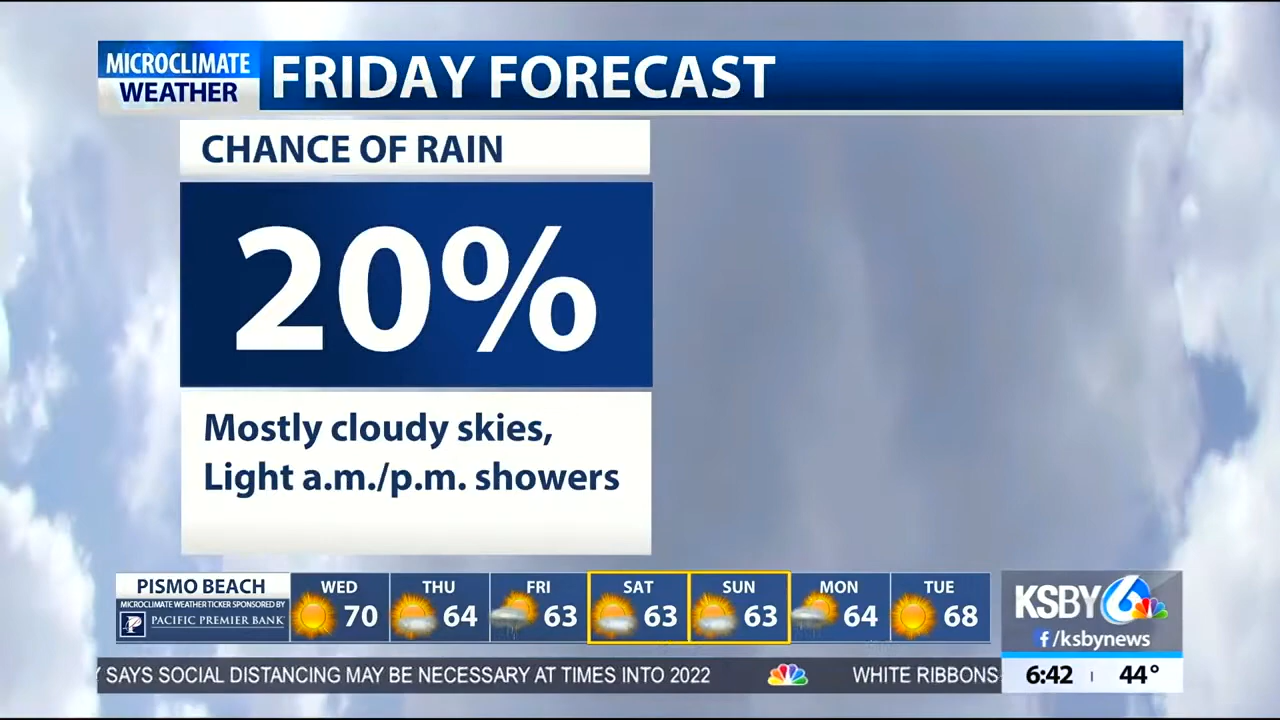 MICROCLIMATE
WEATHER
FRIDAY FORECAST
CHANCE OF RAIN
20%
Mostly cloudy skies,
Light a.m./p.m. showers
PISMO BEACH
MICROCLIMATE WEATHER TICKER SPONSORED BY
PACIFIC PREMIER BANK
WED
70
THU
64
FRI
63
SAT
63
SUN
63
MON
64
TUE
68
KSBY 6
f/ksbynews
SAYS SOCIAL DISTANCING MAY BE NECESSARY AT TIMES INTO 2022
WHITE RIBBONS
6:42
44°